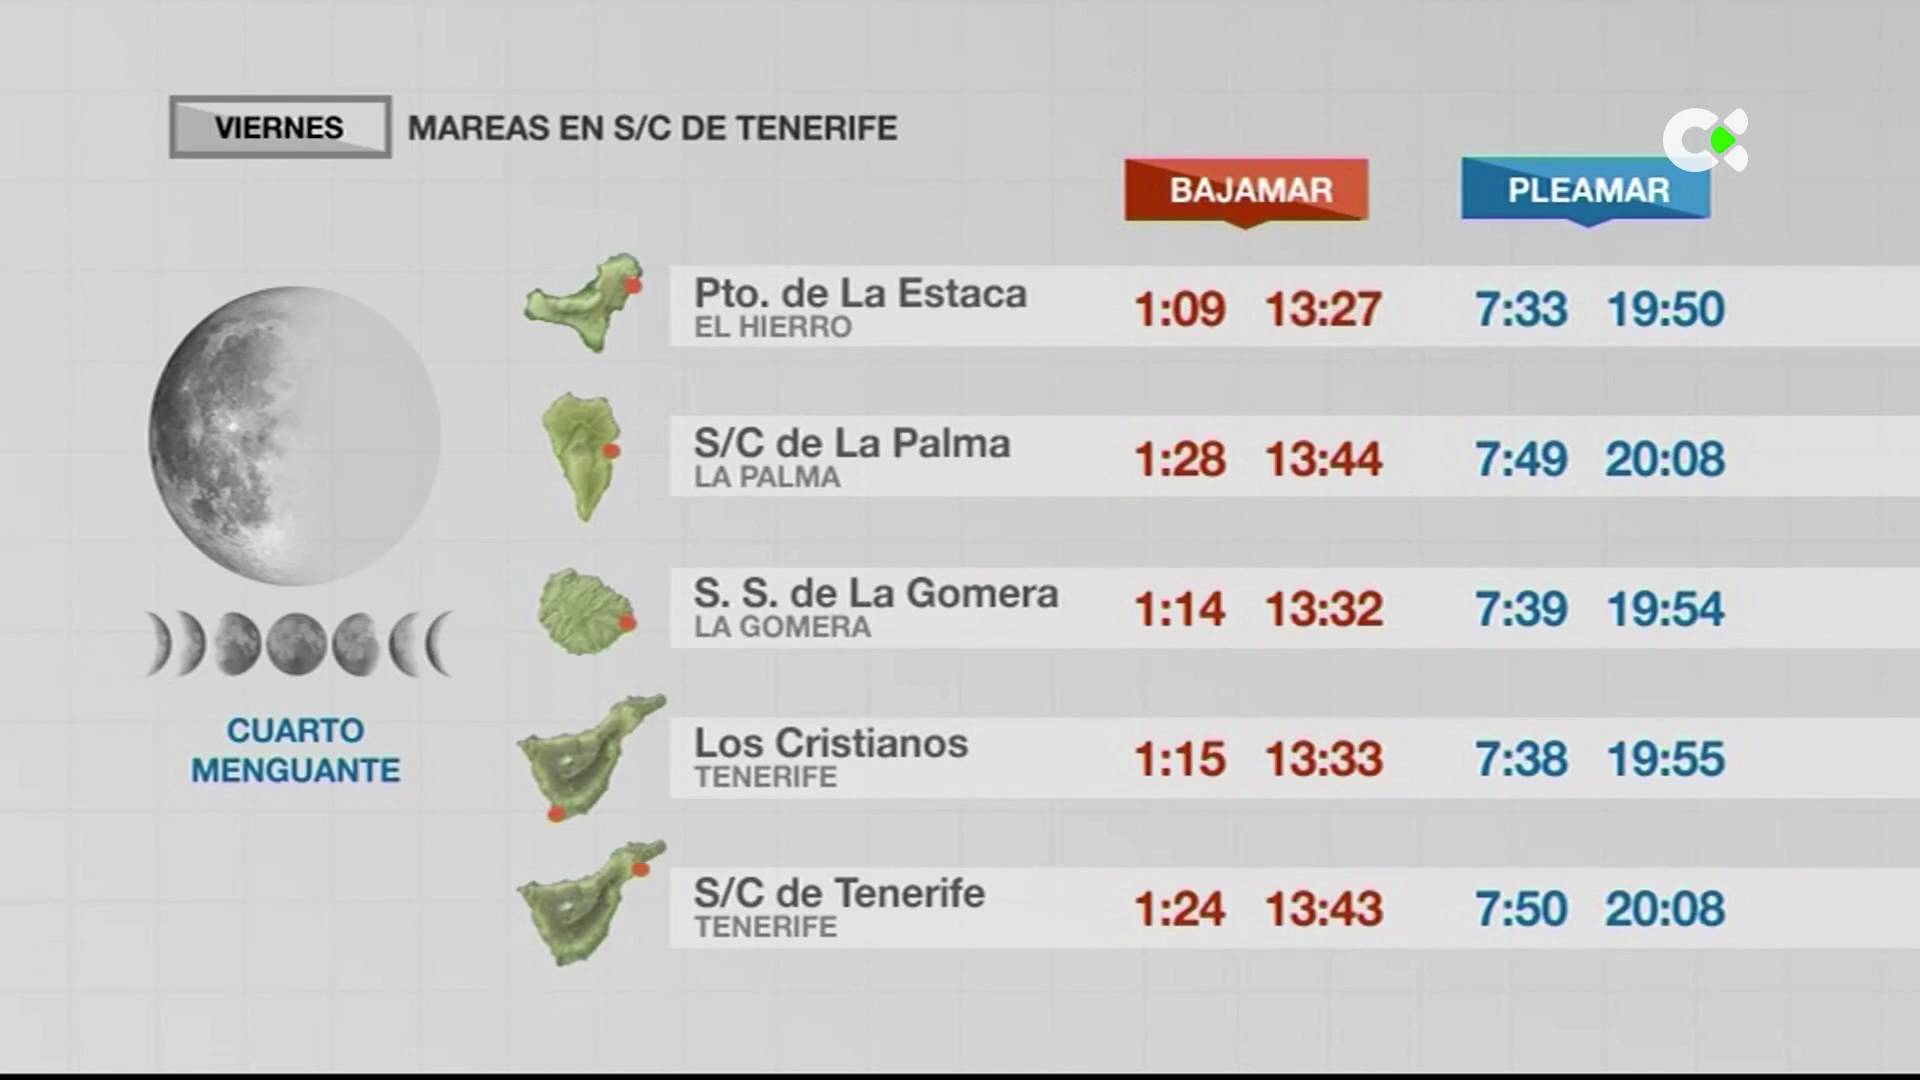 VIERNES MAREAS EN S/C DE TENERIFE
BAJAMAR PLEAMAR
Pto. de La Estaca 1:09 13:27 7:33 19:50
EL HIERRO
S/C de La Palma 1:28 13:44 7:49 20:08
LA PALMA
S. S. de La Gomera 1:14 13:32 7:39 19:54
LA GOMERA
Los Cristianos 1:15 13:33 7:38 19:55
TENERIFE
S/C de Tenerife 1:24 13:43 7:50 20:08
TENERIFE
CUARTO
MENGUANTE